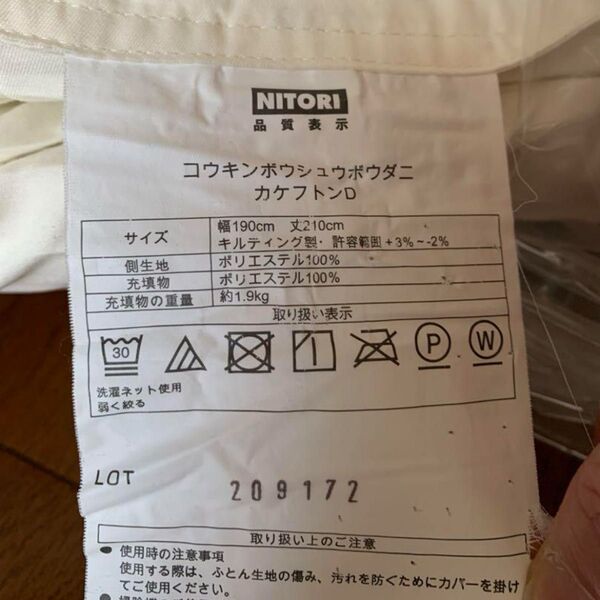 NITORI
品質表示
コウキンボウシュウボウダニ
カケフトンD
サイズ 幅190cm 丈210cm
キルティング製・許容範囲+3%~-2%
側生地 ポリエステル100%
充填物 ポリエステル100%
充填物の重量 約1.9kg
取り扱い表示
30 P W
洗濯ネット使用
弱く絞る
LOT 209172
取り扱い上のご注意
● 使用時の注意事項
使用する際は、ふとん生地の傷み、汚れを防ぐためにカバーを掛け
てご使用ください。